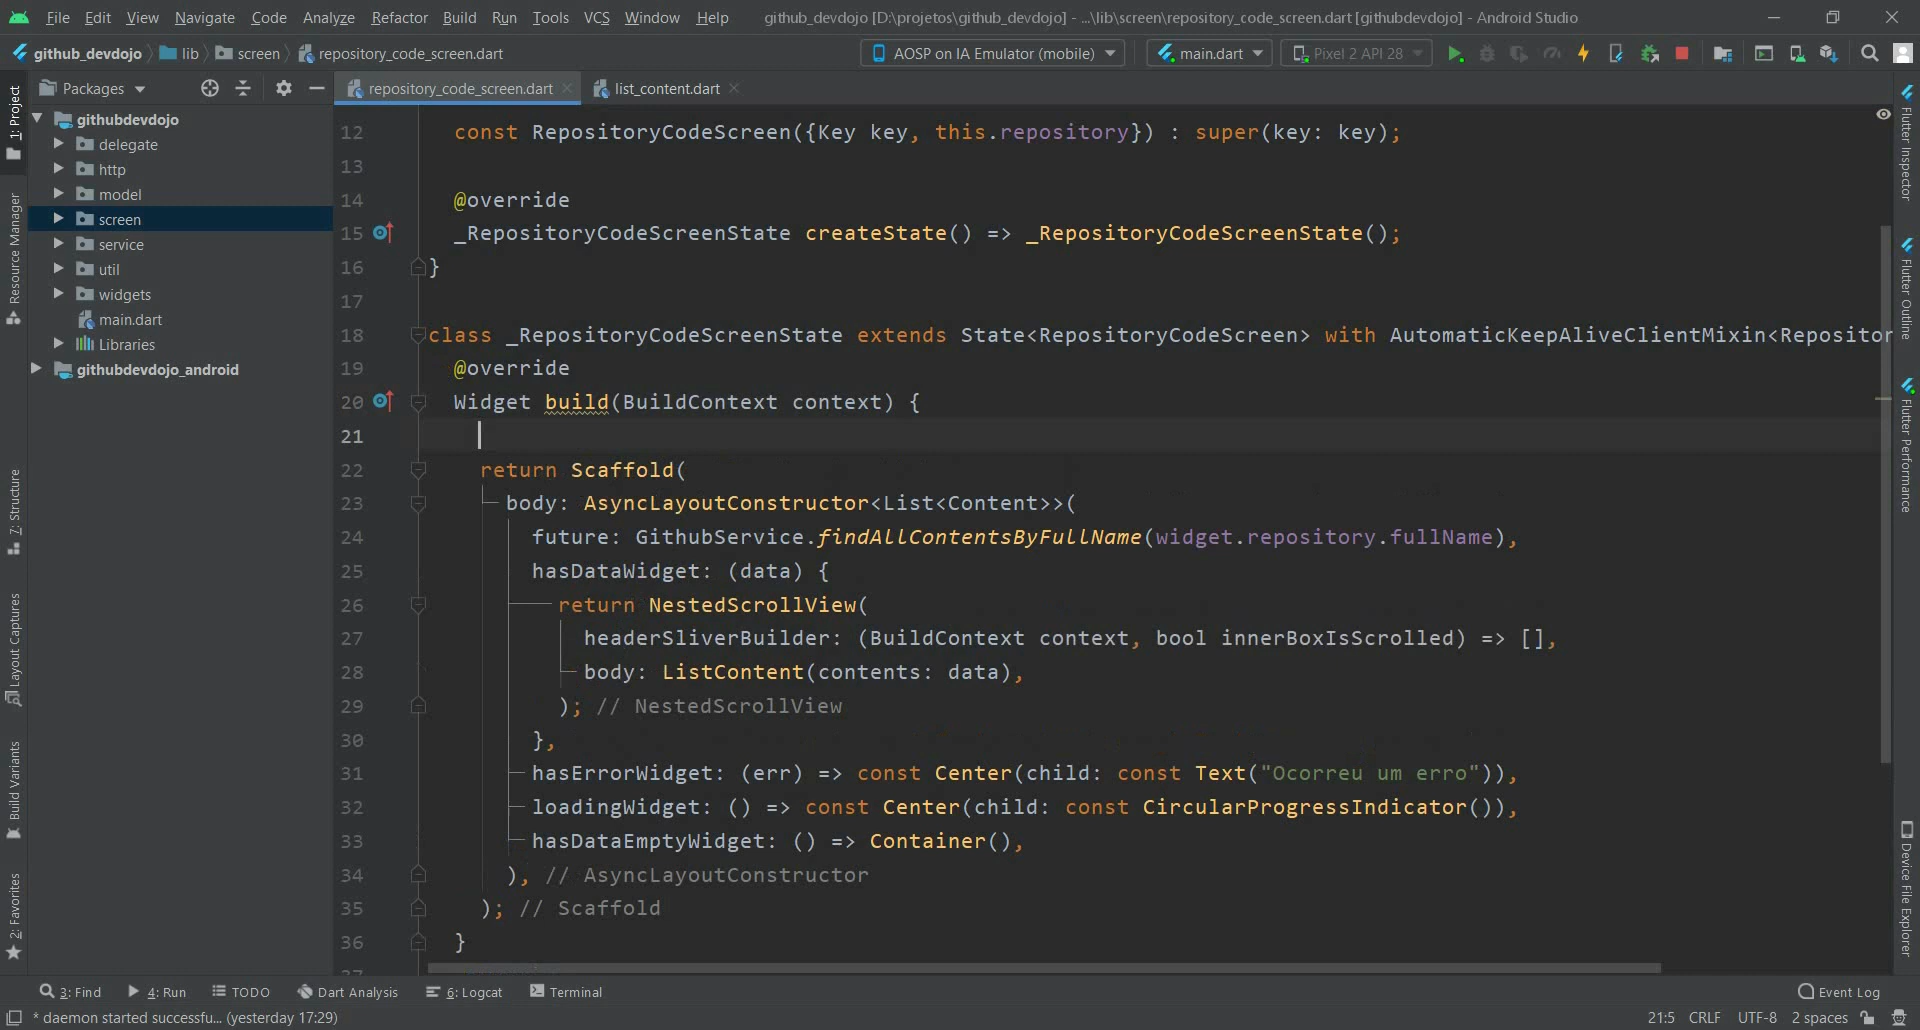 File Edit View Navigate Code Analyze Refactor Build Run Tools VCS Window Help github_devdojo [D:\projetos\github_devdojo] - ...\lib\screen\repository_code_screen.dart [githubdevdojo] - Android Studio
github_devdojo lib screen repository_code_screen.dart AOSP on IA Emulator (mobile) main.dart Pixel 2 API 28
Packages repository_code_screen.dart list_content.dart
1: Project
Resource Manager
7: Structure
Layout Captures
Build Variants
2: Favorites
githubdevdojo
delegate
http
model
screen
service
util
widgets
main.dart
Libraries
githubdevdojo_android
12 const RepositoryCodeScreen({Key key, this.repository}) : super(key: key);
13
14 @override
15 _RepositoryCodeScreenState createState() => _RepositoryCodeScreenState();
16 }
17
18 class _RepositoryCodeScreenState extends State<RepositoryCodeScreen> with AutomaticKeepAliveClientMixin<Repositor
19 @override
20 Widget build(BuildContext context) {
21
22 return Scaffold(
23 body: AsyncLayoutConstructor<List<Content>>(
24 future: GithubService.findAllContentsByFullName(widget.repository.fullName),
25 hasDataWidget: (data) {
26 return NestedScrollView(
27 headerSliverBuilder: (BuildContext context, bool innerBoxIsScrolled) => [],
28 body: ListContent(contents: data),
29 ); // NestedScrollView
30 },
31 hasErrorWidget: (err) => const Center(child: const Text("Ocorreu um erro")),
32 loadingWidget: () => const Center(child: const CircularProgressIndicator()),
33 hasDataEmptyWidget: () => Container(),
34 ), // AsyncLayoutConstructor
35 ); // Scaffold
36 }
Flutter Inspector
Flutter Outline
Flutter Performance
Device File Explorer
3: Find 4: Run TODO Dart Analysis 6: Logcat Terminal Event Log
* daemon started successfu... (yesterday 17:29) 21:5 CRLF UTF-8 2 spaces